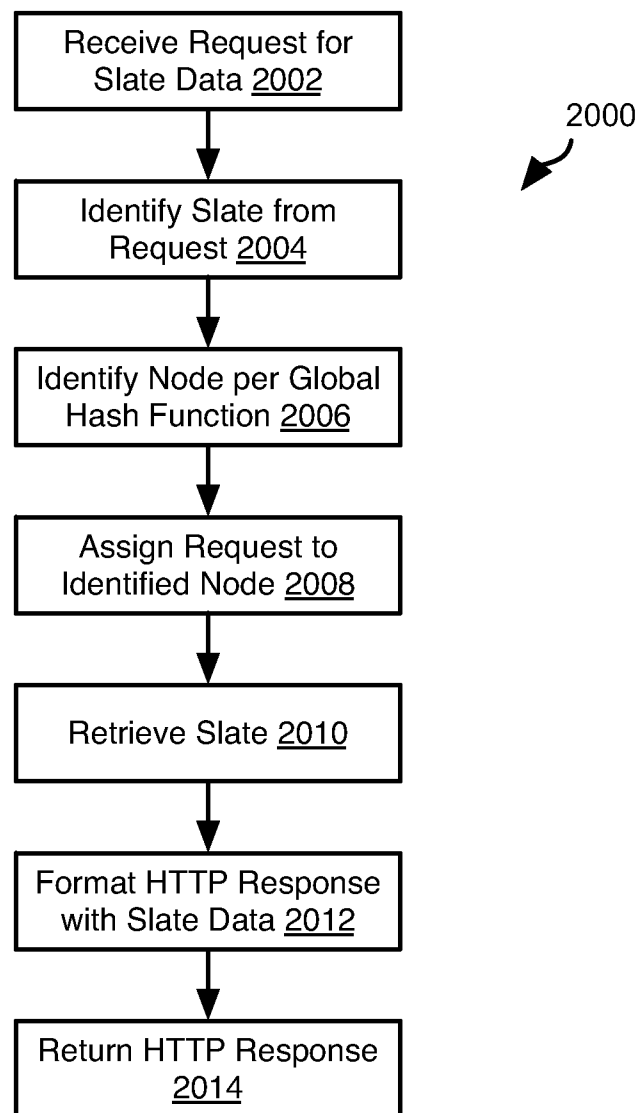 Receive Request for
Slate Data 2002
2000
Identify Slate from
Request 2004
Identify Node per Global
Hash Function 2006
Assign Request to
Identified Node 2008
Retrieve Slate 2010
Format HTTP Response
with Slate Data 2012
Return HTTP Response
2014